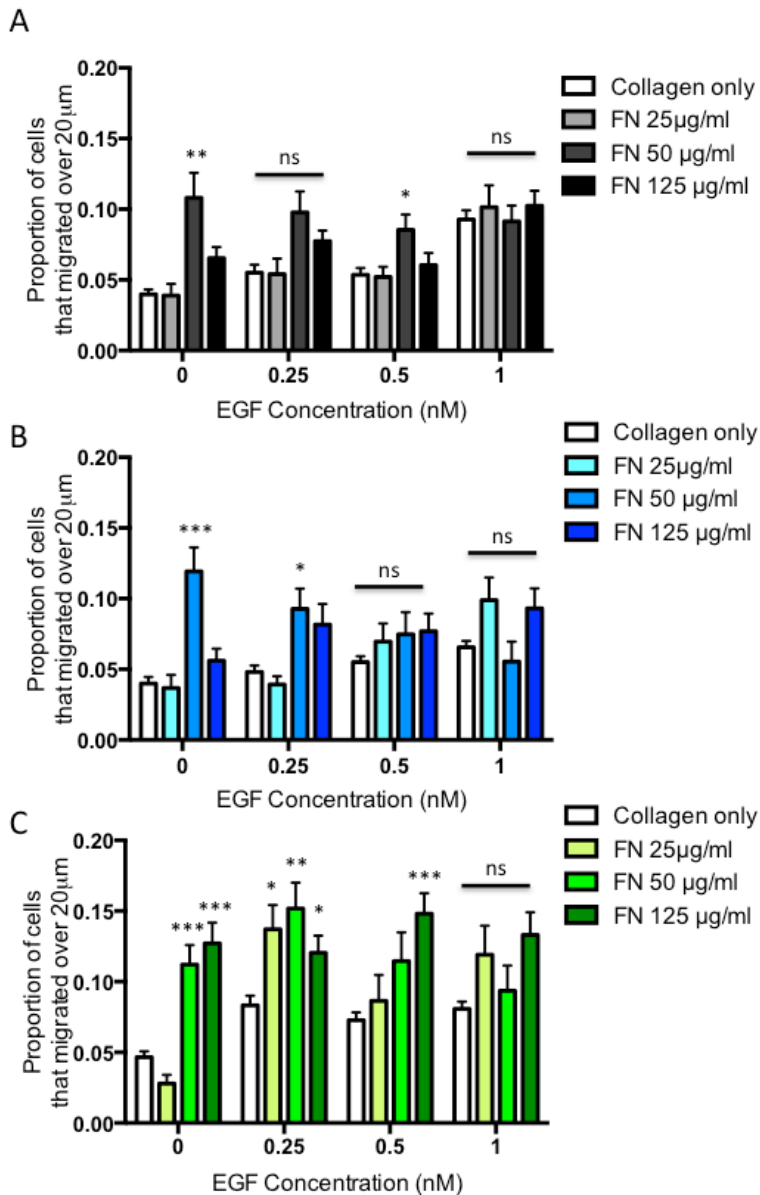 A
Proportion of cells
that migrated over 20µm
0.20
0.15
0.10
0.05
0.00
**
ns
*
ns
0
0.25
0.5
1
EGF Concentration (nM)
Collagen only
FN 25µg/ml
FN 50 µg/ml
FN 125 µg/ml
B
Proportion of cells
that migrated over 20µm
0.20
0.15
0.10
0.05
0.00
***
*
ns
ns
0
0.25
0.5
1
EGF Concentration (nM)
Collagen only
FN 25µg/ml
FN 50 µg/ml
FN 125 µg/ml
C
Proportion of cells
that migrated over 20µm
0.20
0.15
0.10
0.05
0.00
***
***
*
**
*
***
ns
0
0.25
0.5
1
EGF Concentration (nM)
Collagen only
FN 25µg/ml
FN 50 µg/ml
FN 125 µg/ml